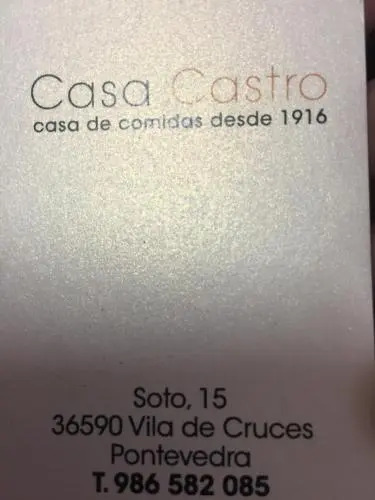 Casa Castro
casa de comidas desde 1916
Soto, 15
36590 Vila de Cruces
Pontevedra
T. 986 582 085